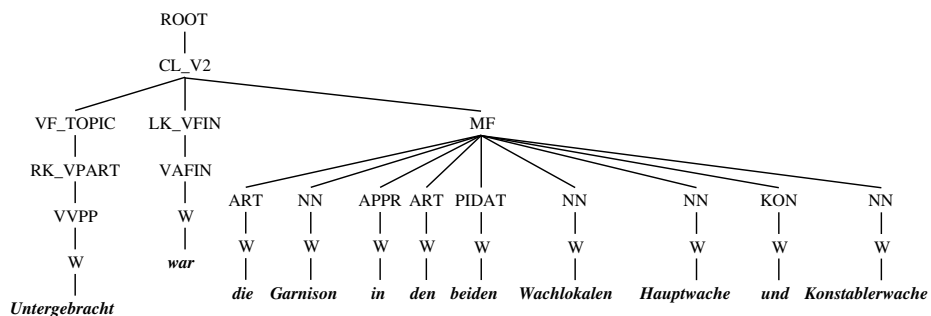 ROOT
CL_V2
VF_TOPIC LK_VFIN MF
RK_VPART VAFIN ART NN APPR ART PIDAT NN NN KON NN
VVPP W W W W W W W W W W
W war die Garnison in den beiden Wachlokalen Hauptwache und Konstablerwache
Untergebracht